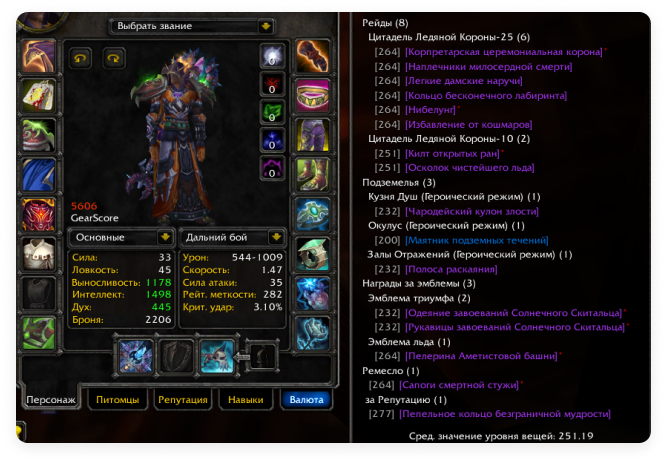 Выбрать звание
0
0
0
0
0
5606
GearScore
Основные
Дальний бой
Сила: 33
Ловкость: 45
Выносливость: 1178
Интеллект: 1498
Дух: 445
Броня: 2206
Урон: 544-1009
Скорость: 1.47
Сила атаки: 35
Рейт. меткости: 282
Крит. удар: 3.10%
Персонаж
Питомцы
Репутация
Навыки
Валюта
Рейды (8)
Цитадель Ледяной Короны-25 (6)
[264] [Корпретарская церемониальная корона]*
[264] [Наплечники милосердной смерти]
[264] [Легкие дамские наручи]
[264] [Кольцо бесконечного лабиринта]
[264] [Нибелунг]*
[264] [Избавление от кошмаров]
Цитадель Ледяной Короны-10 (2)
[251] [Килт открытых ран]*
[251] [Осколок чистейшего льда]
Подземелья (3)
Кузня Душ (Героический режим) (1)
[232] [Чародейский кулон злости]
Окулус (Героический режим) (1)
[200] [Маятник подземных течений]
Залы Отражений (Героический режим) (1)
[232] [Полоса раскаяния]
Награды за эмблемы (3)
Эмблема триумфа (2)
[232] [Одеяние завоеваний Солнечного Скитальца]*
[232] [Рукавицы завоеваний Солнечного Скитальца]*
Эмблема льда (1)
[264] [Пелерина Аметистовой башни]*
Ремесло (1)
[264] [Сапоги смертной стужи]*
за Репутацию (1)
[277] [Пепельное кольцо безграничной мудрости]
Сред. значение уровня вещей: 251.19